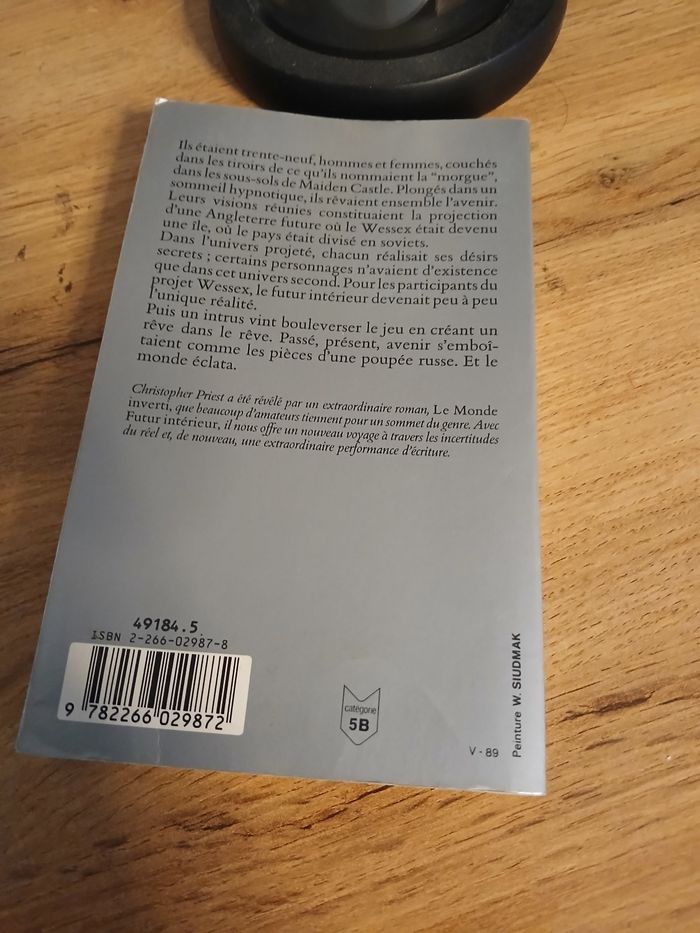 Ils étaient trente-neuf, hommes et femmes, couchés
dans les tiroirs de ce qu'ils nommaient la "morgue",
dans les sous-sols de Maiden Castle. Plongés dans un
sommeil hypnotique, ils rêvaient ensemble l'avenir.
Leurs visions réunies constituaient la projection
d'une Angleterre future où le Wessex était devenu
une île, où le pays était divisé en soviets.
Dans l'univers projeté, chacun réalisait ses désirs
secrets ; certains personnages n'avaient d'existence
que dans cet univers second. Pour les participants du
projet Wessex, le futur intérieur devenait peu à peu
l'unique réalité.
Puis un intrus vint bouleverser le jeu en créant un
rêve dans le rêve. Passé, présent, avenir s'emboî-
taient comme les pièces d'une poupée russe. Et le
monde éclata.
Christopher Priest a été révélé par un extraordinaire roman, Le Monde
inverti, que beaucoup d'amateurs tiennent pour un sommet du genre. Avec
Futur intérieur, il nous offre un nouveau voyage à travers les incertitudes
du réel et, de nouveau, une extraordinaire performance d'écriture.
49184.5
ISBN 2-266-02987-8
9 782266 029872
catégorie
5B
V - 89
Peinture W. SIUDMAK